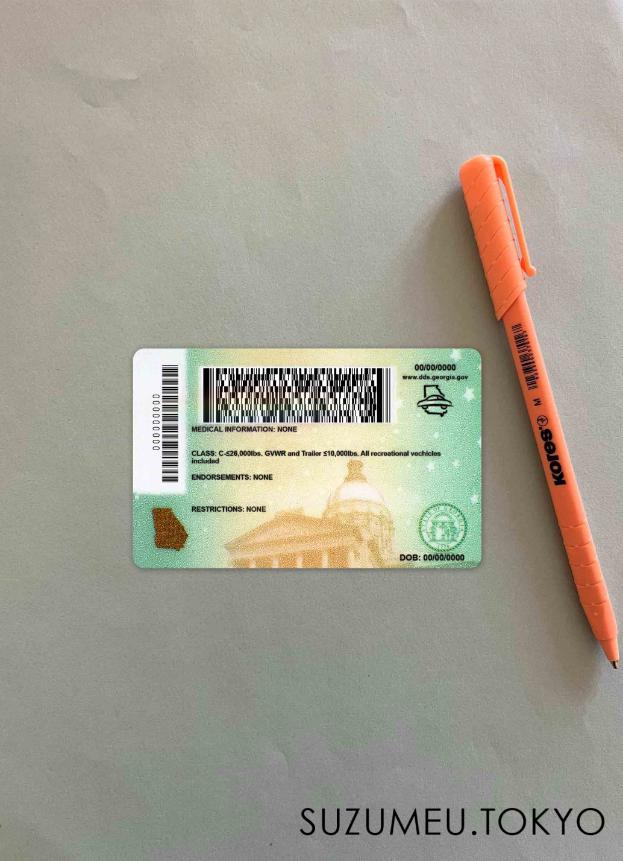 00/00/0000
www.dds.georgia.gov
000000000
MEDICAL INFORMATION: NONE
CLASS: C-≤26,000lbs. GVWR and Trailer ≤10,000lbs. All recreational vechicles
included
ENDORSEMENTS: NONE
RESTRICTIONS: NONE
DOB: 00/00/0000
M
Kores
SUZUMEU.TOKYO